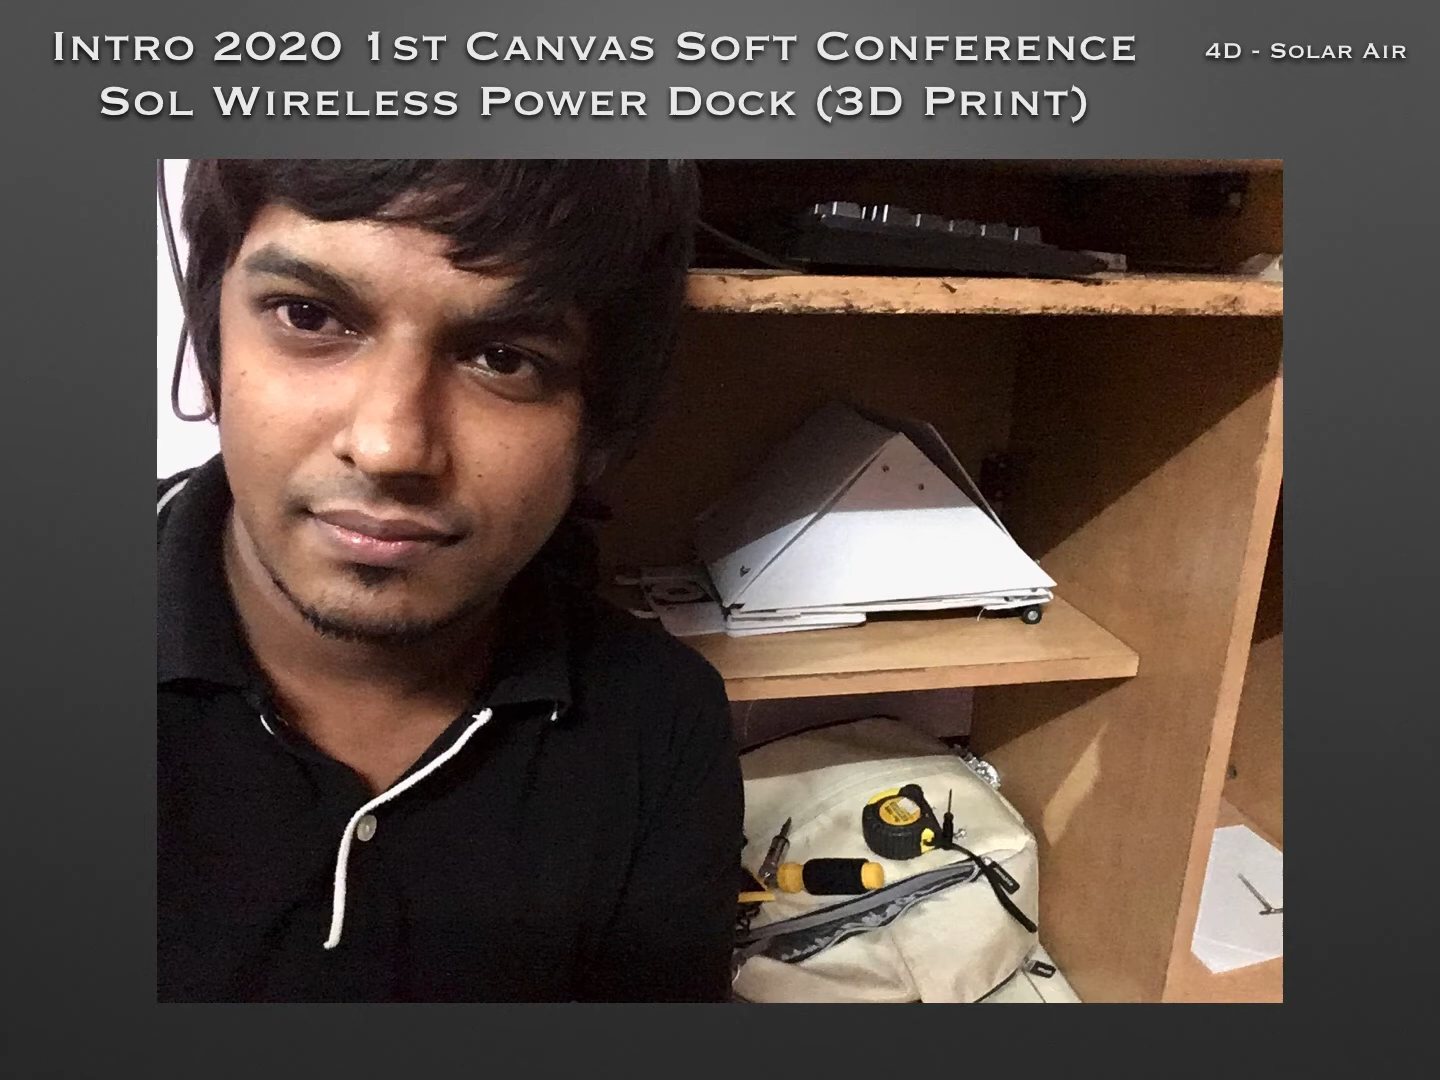 Intro 2020 1st Canvas Soft Conference
Sol Wireless Power Dock (3D Print)
4D - Solar Air